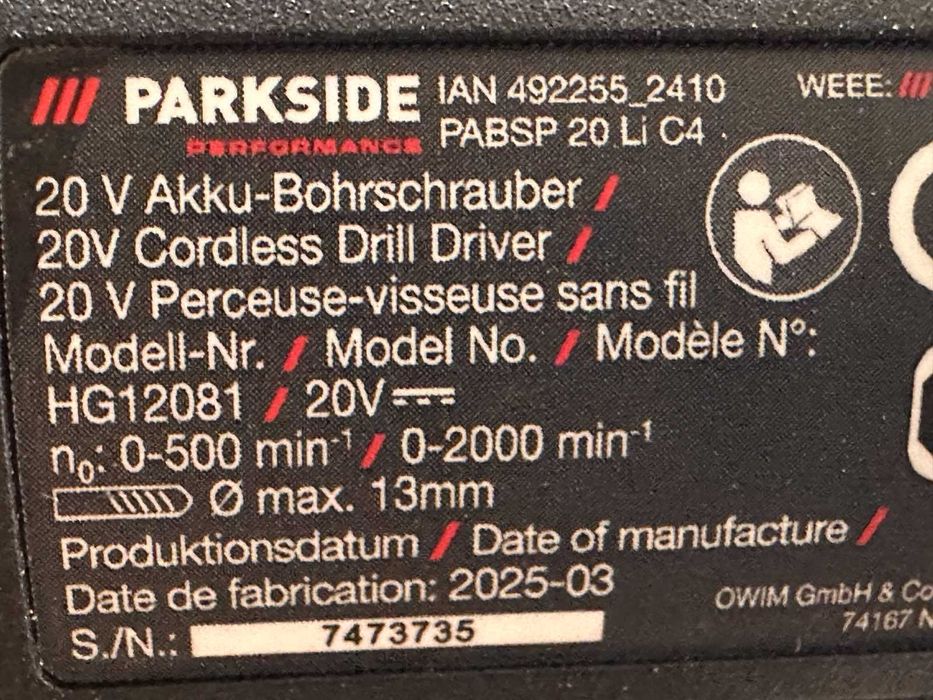 /// PARKSIDE IAN 492255_2410 WEEE:
PERFORMANCE PABSP 20 Li C4
20 V Akku-Bohrschrauber /
20V Cordless Drill Driver /
20 V Perceuse-visseuse sans fil
Modell-Nr. / Model No. / Modèle N°:
HG12081 / 20V⎓
n₀: 0-500 min⁻¹ / 0-2000 min⁻¹
Ø max. 13mm
Produktionsdatum / Date of manufacture /
Date de fabrication: 2025-03
OWIM GmbH & Co
74167 N
S./N.: 7473735